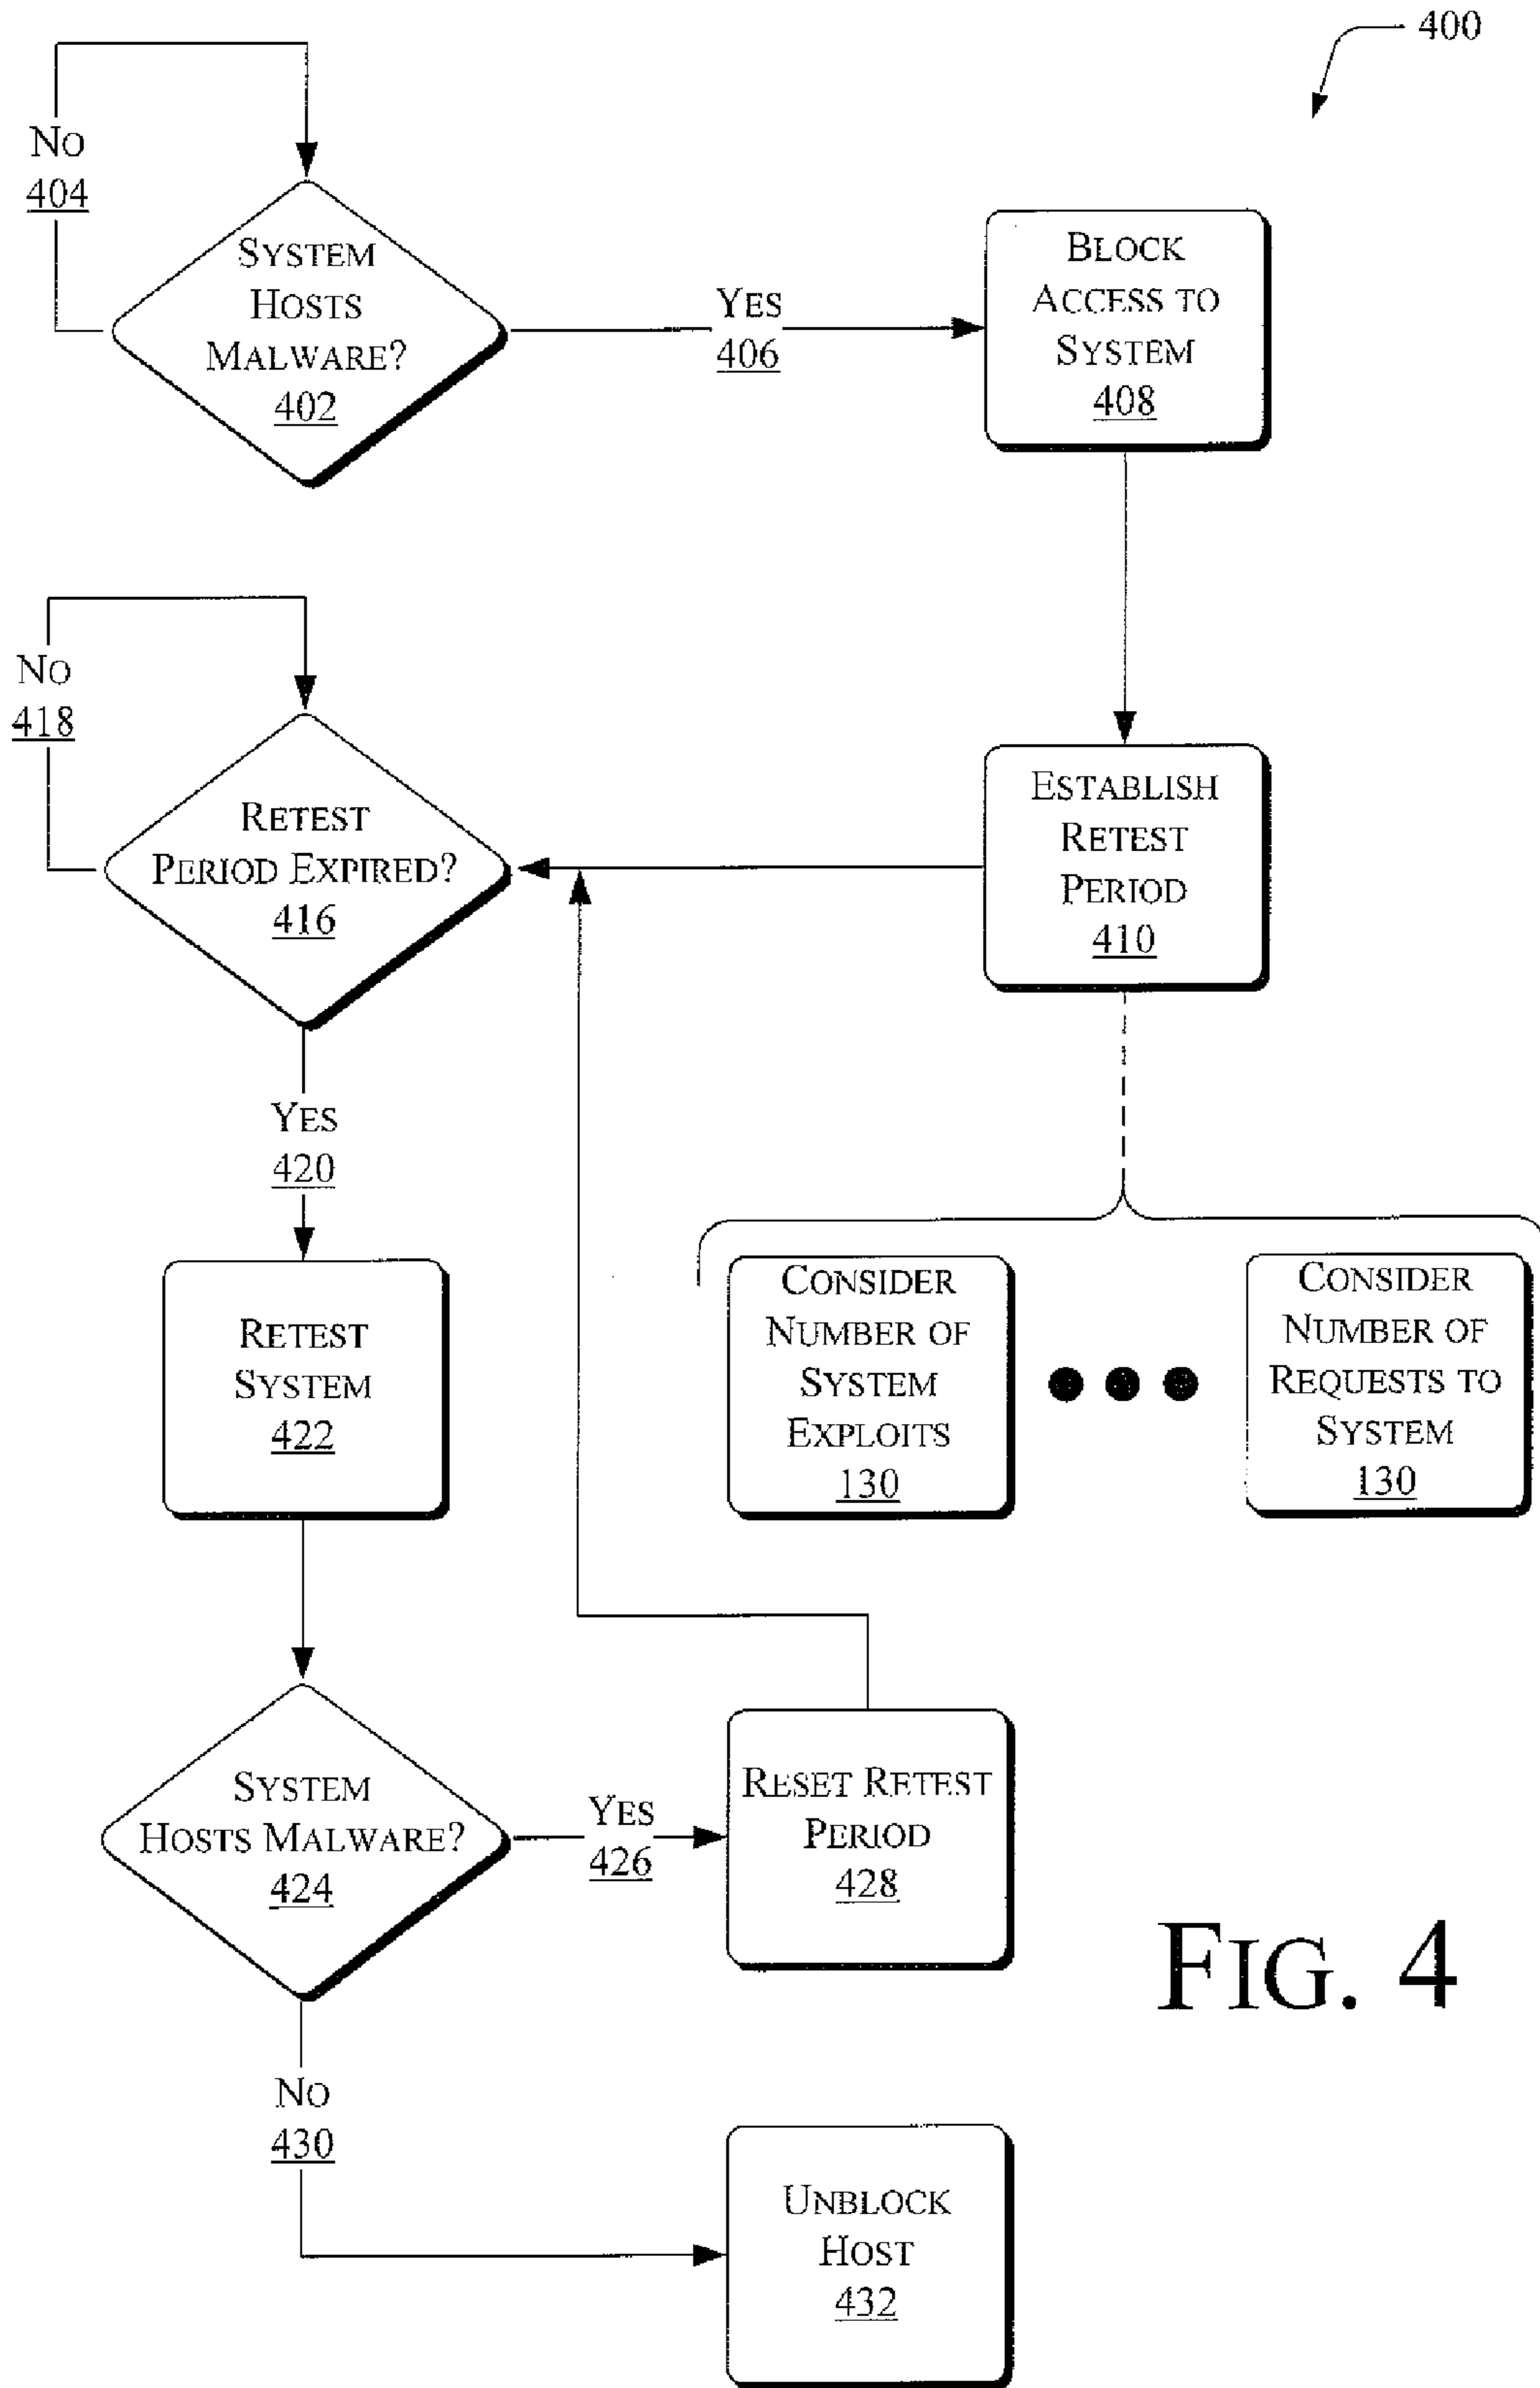 400
NO
404
SYSTEM
HOSTS
MALWARE?
402
YES
406
BLOCK
ACCESS TO
SYSTEM
408
NO
418
RETEST
PERIOD EXPIRED?
416
ESTABLISH
RETEST
PERIOD
410
YES
420
RETEST
SYSTEM
422
CONSIDER
NUMBER OF
SYSTEM
EXPLOITS
130
CONSIDER
NUMBER OF
REQUESTS TO
SYSTEM
130
SYSTEM
HOSTS MALWARE?
424
YES
426
RESET RETEST
PERIOD
428
NO
430
UNBLOCK
HOST
432
FIG. 4